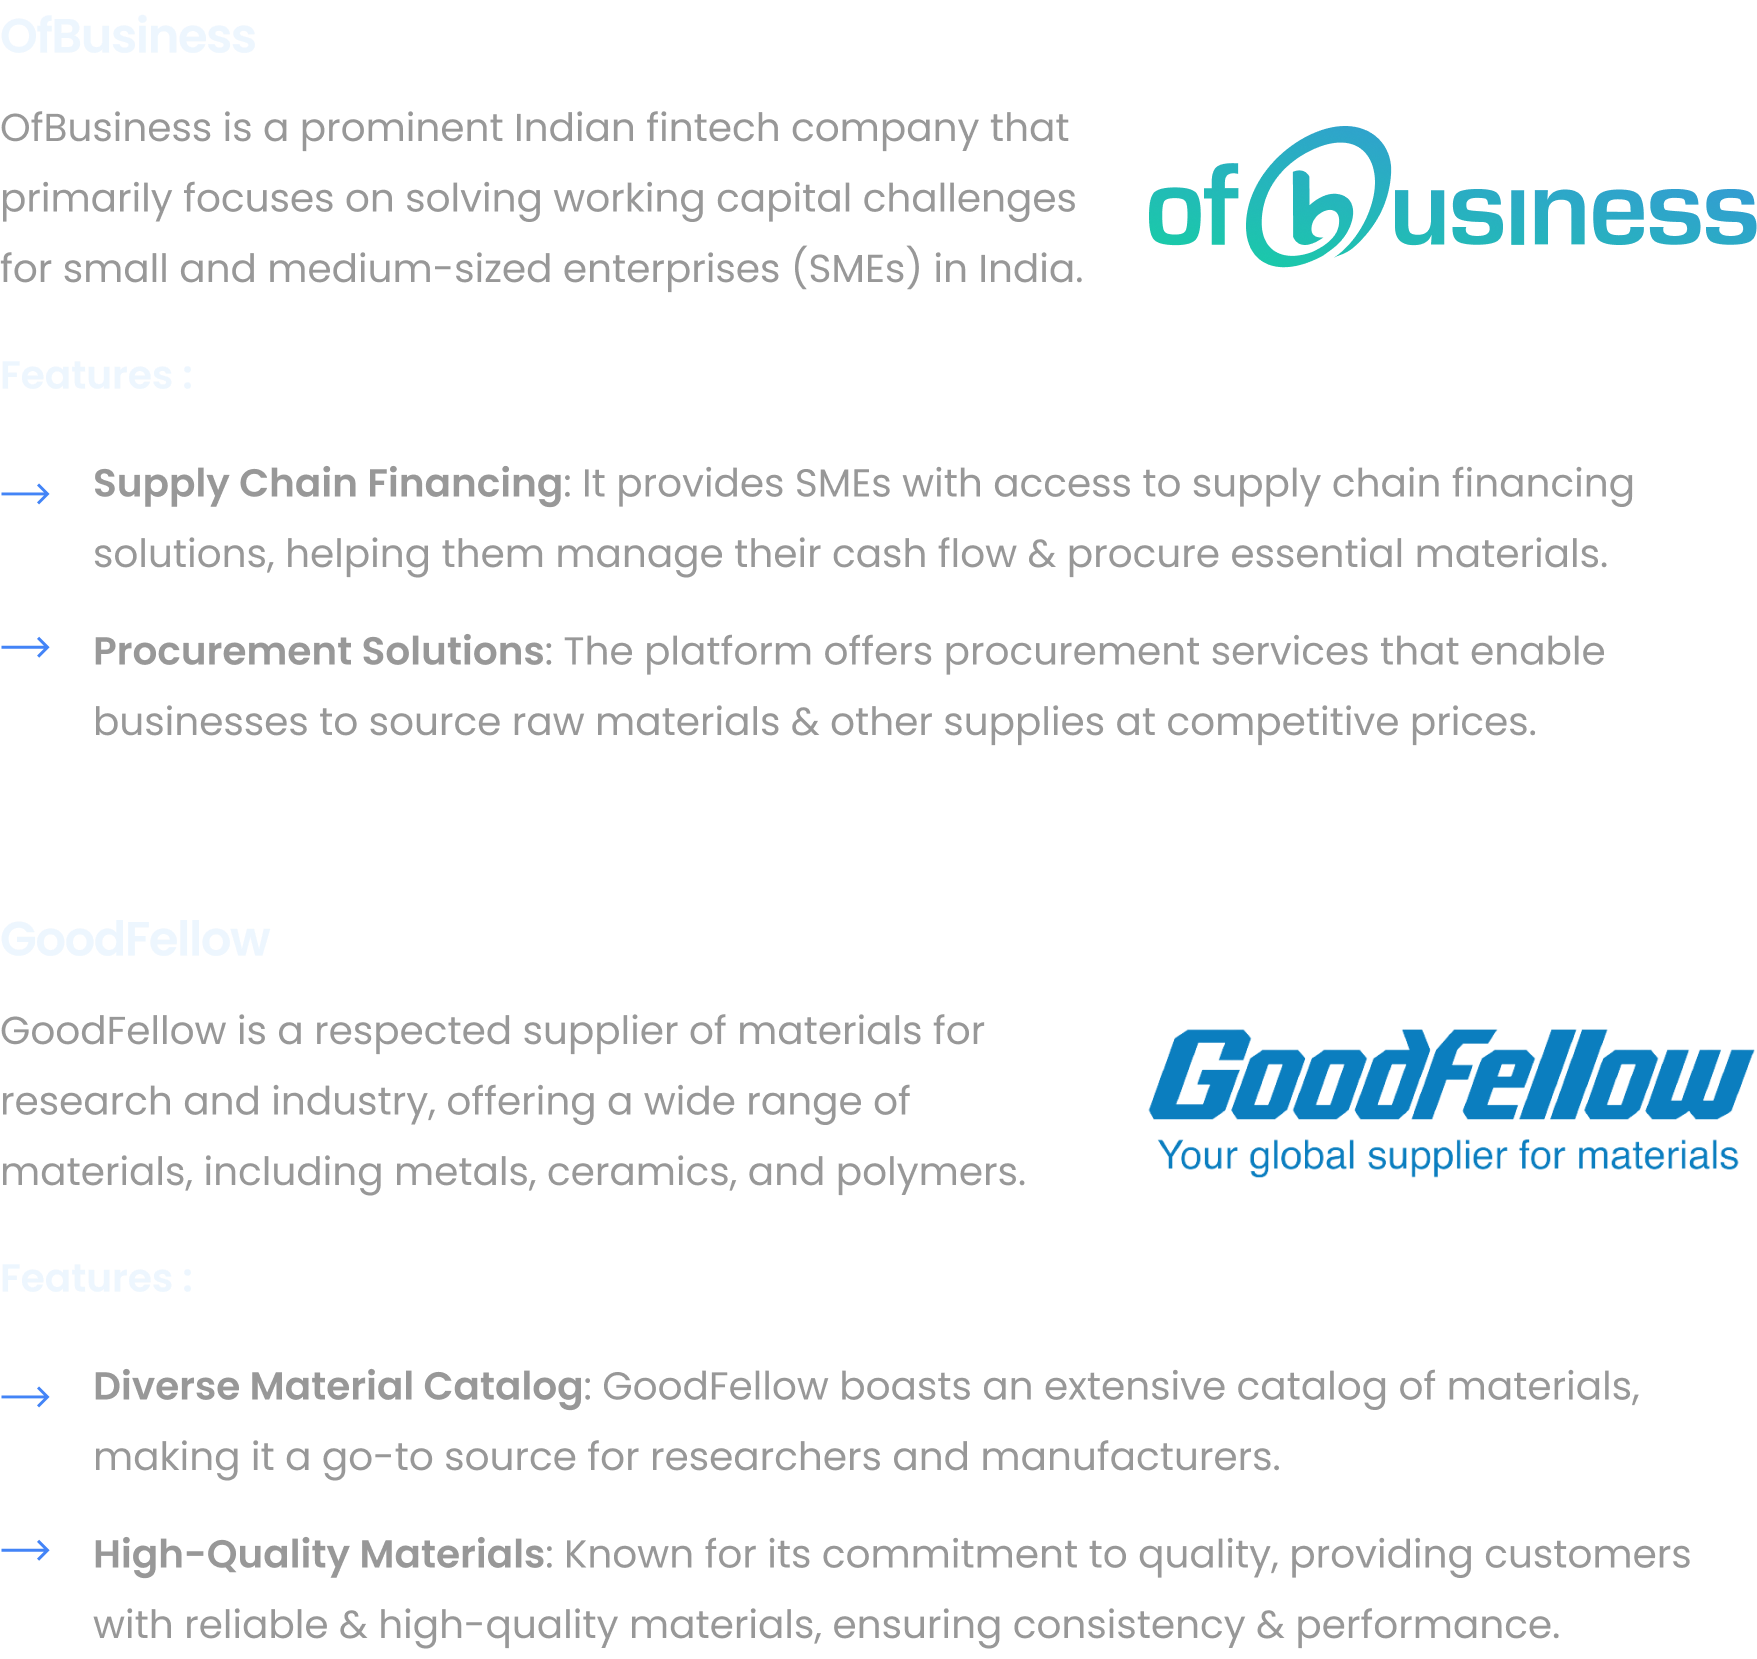 OfBusiness
OfBusiness is a prominent Indian fintech company that
primarily focuses on solving working capital challenges
for small and medium-sized enterprises (SMEs) in India.
ofbusiness
Features :
Supply Chain Financing: It provides SMEs with access to supply chain financing
solutions, helping them manage their cash flow & procure essential materials.
Procurement Solutions: The platform offers procurement services that enable
businesses to source raw materials & other supplies at competitive prices.
GoodFellow
GoodFellow is a respected supplier of materials for
research and industry, offering a wide range of
materials, including metals, ceramics, and polymers.
GoodFellow
Your global supplier for materials
Features :
Diverse Material Catalog: GoodFellow boasts an extensive catalog of materials,
making it a go-to source for researchers and manufacturers.
High-Quality Materials: Known for its commitment to quality, providing customers
with reliable & high-quality materials, ensuring consistency & performance.